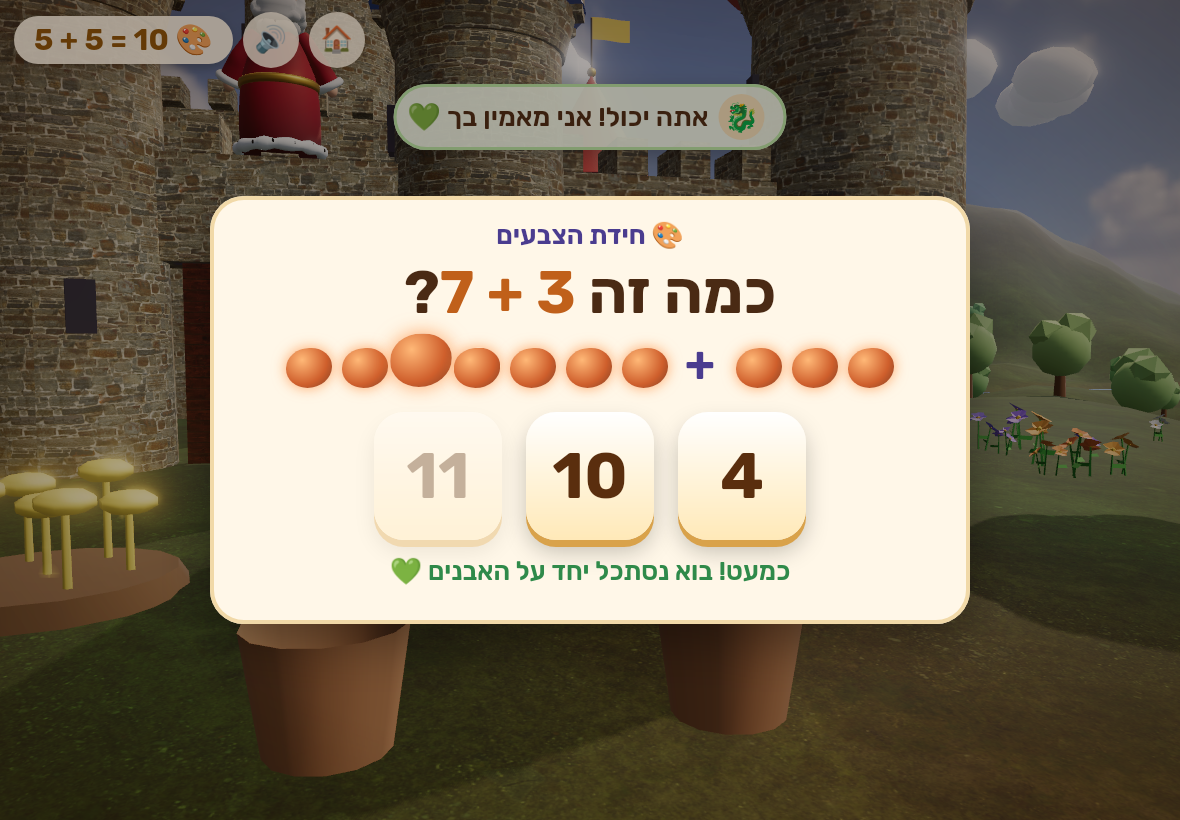 5 + 5 = 10
אתה יכול! אני מאמין בך
חידת הצבעים
כמה זה 3 + 7?
+
11 10 4
כמעט! בוא נסתכל יחד על האבנים